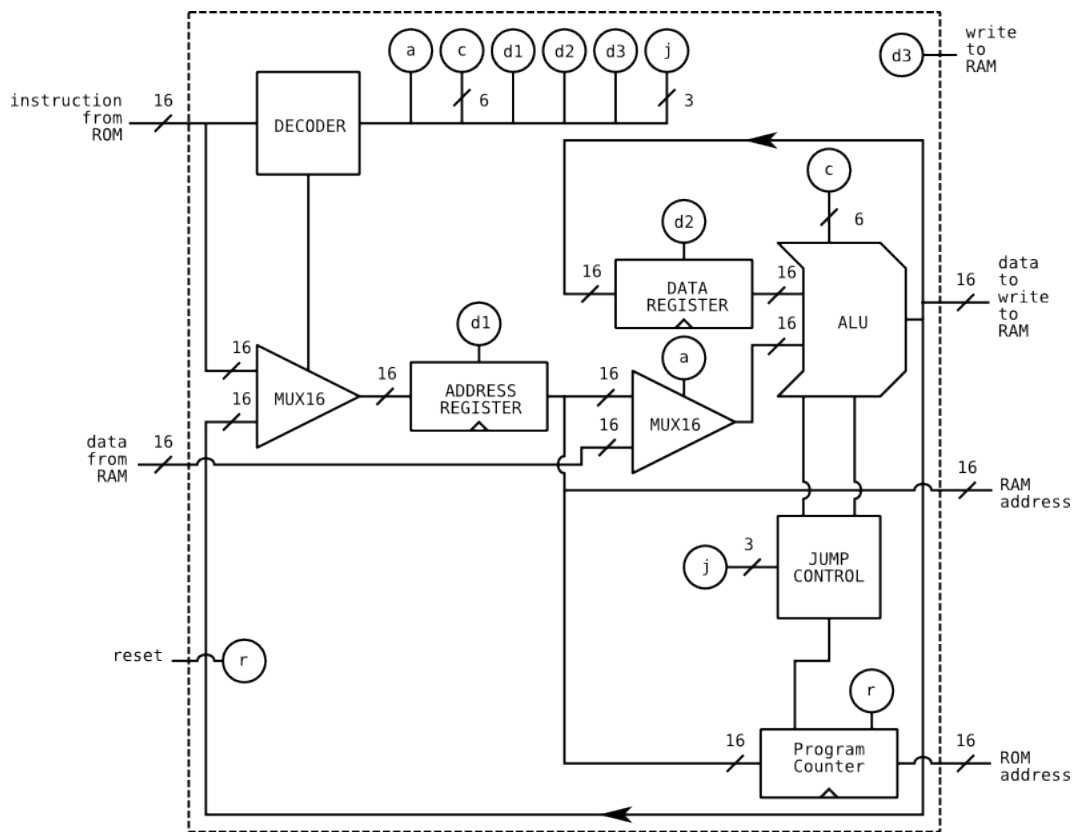 a
c
d1
d2
d3
j
d3
write
to
RAM
instruction
from
ROM
16
6
3
DECODER
c
6
d2
16
DATA
REGISTER
16
ALU
16
data
to
write
to
RAM
d1
16
a
16
16
MUX16
16
ADDRESS
REGISTER
16
MUX16
16
16
data
from
RAM
16
16
RAM
address
j
3
JUMP
CONTROL
reset
r
r
16
Program
Counter
16
ROM
address